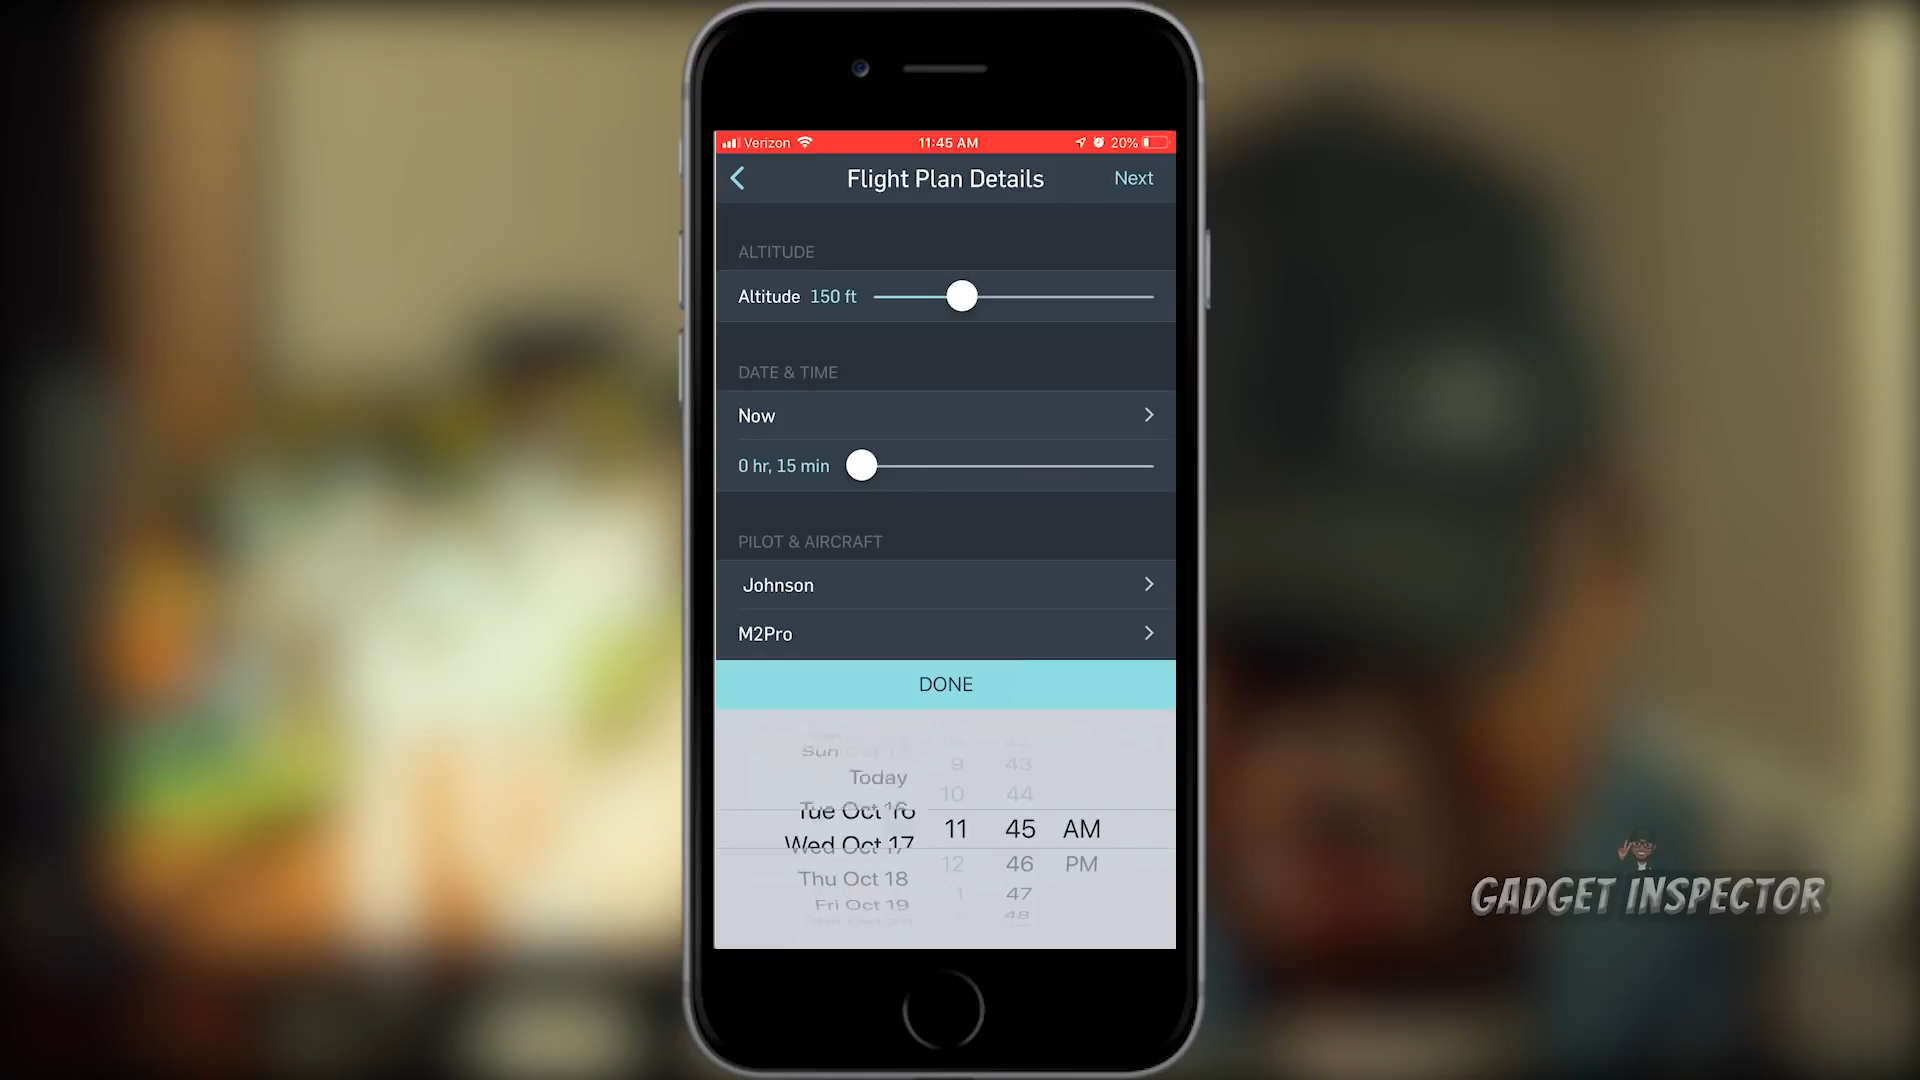 Verizon 11:45 AM 20%
Flight Plan Details Next
ALTITUDE
Altitude 150 ft
DATE & TIME
Now
0 hr, 15 min
PILOT & AIRCRAFT
Johnson
M2Pro
DONE
Sun
9 43
Today
10 44
Tue Oct 16
11 45 AM
Wed Oct 17
12 46 PM
Thu Oct 18
1 47
Fri Oct 19
48
GADGET INSPECTOR